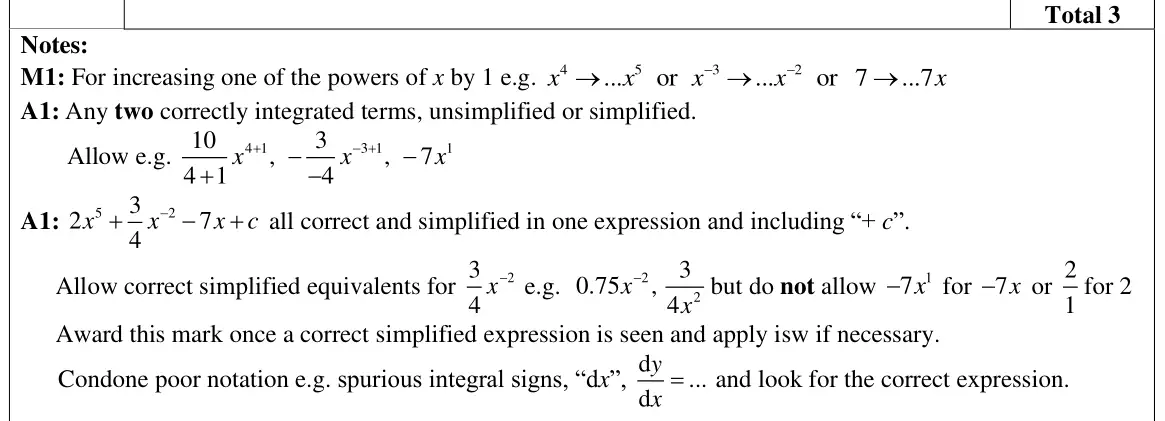 Total 3
Notes:
M1: For increasing one of the powers of x by 1 e.g. x⁴ → ...x⁵ or x⁻³ → ...x⁻² or 7 → ...7x
A1: Any two correctly integrated terms, unsimplified or simplified.
Allow e.g. 10/(4+1) x⁴⁺¹, − 3/(−4) x⁻³⁺¹, − 7x¹
A1: 2x⁵ + 3/4 x⁻² − 7x + c all correct and simplified in one expression and including “+ c”.
Allow correct simplified equivalents for 3/4 x⁻² e.g. 0.75x⁻², 3/(4x²) but do not allow −7x¹ for −7x or 2/1 for 2
Award this mark once a correct simplified expression is seen and apply isw if necessary.
Condone poor notation e.g. spurious integral signs, “dx”, dy/dx = ... and look for the correct expression.